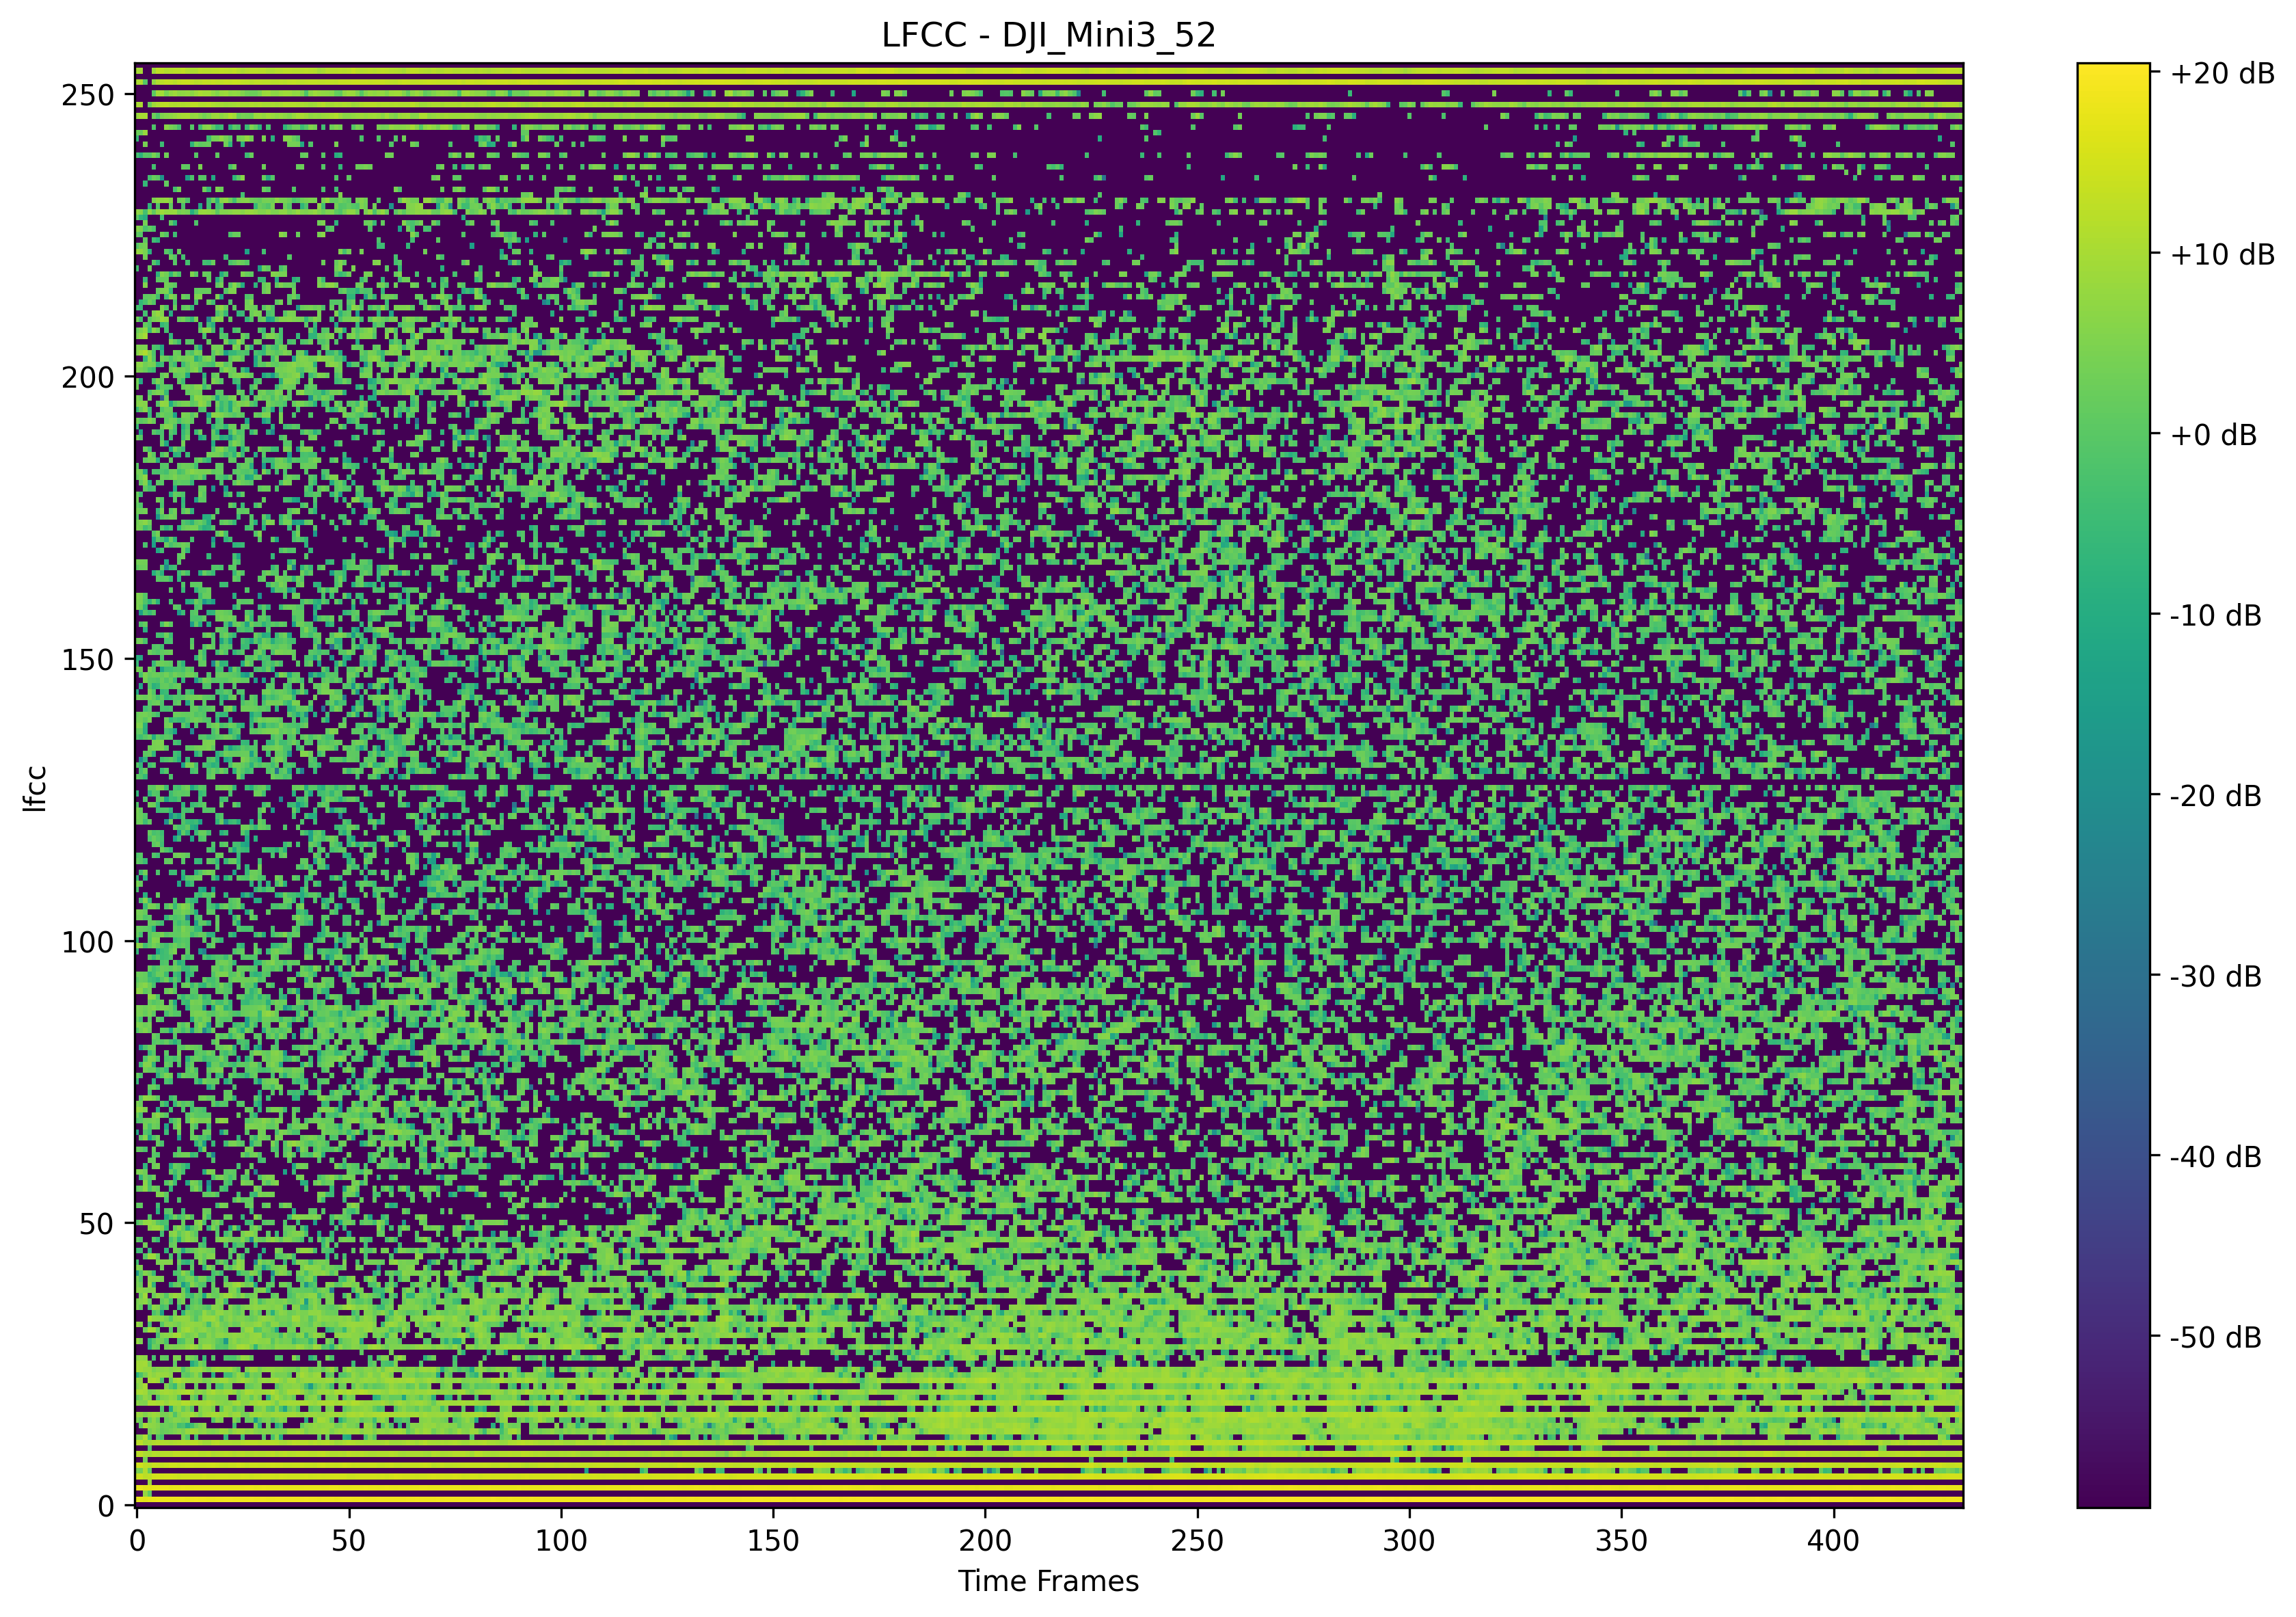 LFCC - DJI_Mini3_52
lfcc
250
200
150
100
50
0
0 50 100 150 200 250 300 350 400
Time Frames
+20 dB
+10 dB
+0 dB
-10 dB
-20 dB
-30 dB
-40 dB
-50 dB